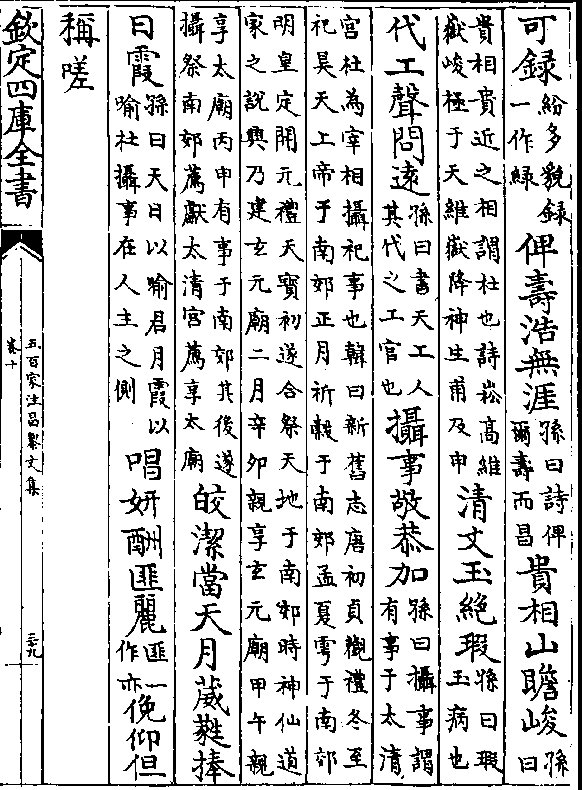 可録紛多貌録一作緑俾壽浩無涯孫曰詩俾爾壽而昌貴相山瞻峻孫曰
貴相貴近之相謂杜也詩崧高維嶽峻極于天維嶽降神生甫及申清文玉絶瑕孫曰瑕玉病也
代工聲問遠孫曰書天工人其代之工官也攝事敬恭加孫曰攝事謂有事于太清
宫杜為宰相攝祀事也韓曰新舊志唐初貞觀禮冬至祀昊天上帝于南郊正月祈穀于南郊孟夏雩于南郊
明皇定開元禮天寶初遂合祭天地于南郊時神仙道家之說興乃建玄元廟二月辛夘親享玄元廟甲午親
享太廟丙申有事于南郊其後遂攝祭南郊薦獻太清宫薦享太廟皎潔當天月葳蕤捧
日霞孫曰天日以喻君月霞以喻杜攝事在人主之側唱妍酬匪麗匪一作亦俛仰但
稱嗟
欽定四庫全書
五百家注昌黎文集
卷十
三九